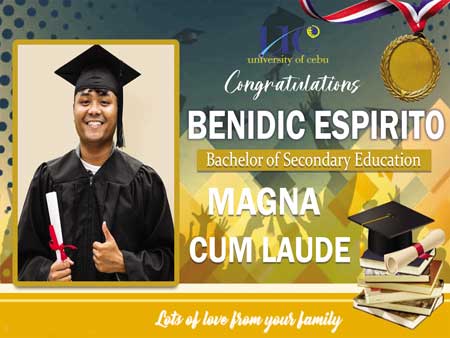 UC
university of cebu
Congratulations
BENIDIC ESPIRITO
Bachelor of Secondary Education
MAGNA
CUM LAUDE
Lots of love from your family